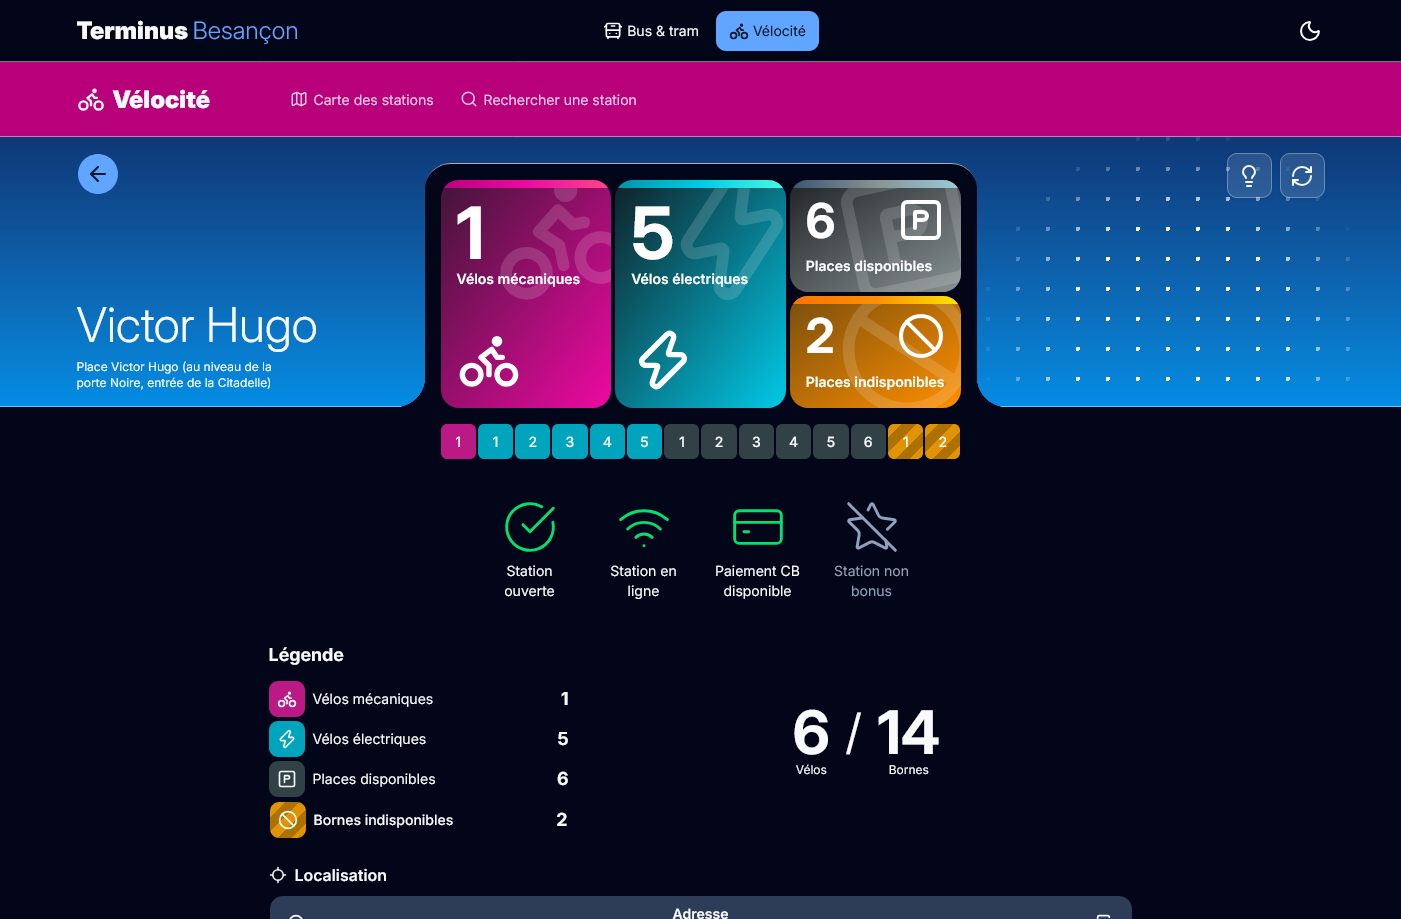 Terminus Besançon
Bus & tram
Vélocité
Vélocité
Carte des stations
Rechercher une station
Victor Hugo
Place Victor Hugo (au niveau de la
porte Noire, entrée de la Citadelle)
1
Vélos mécaniques
5
Vélos électriques
6
P
Places disponibles
2
Places indisponibles
1 1 2 3 4 5 1 2 3 4 5 6 1 2
Station
ouverte
Station en
ligne
Paiement CB
disponible
Station non
bonus
Légende
Vélos mécaniques 1
Vélos électriques 5
P Places disponibles 6
Bornes indisponibles 2
6 / 14
Vélos Bornes
Localisation
Adresse